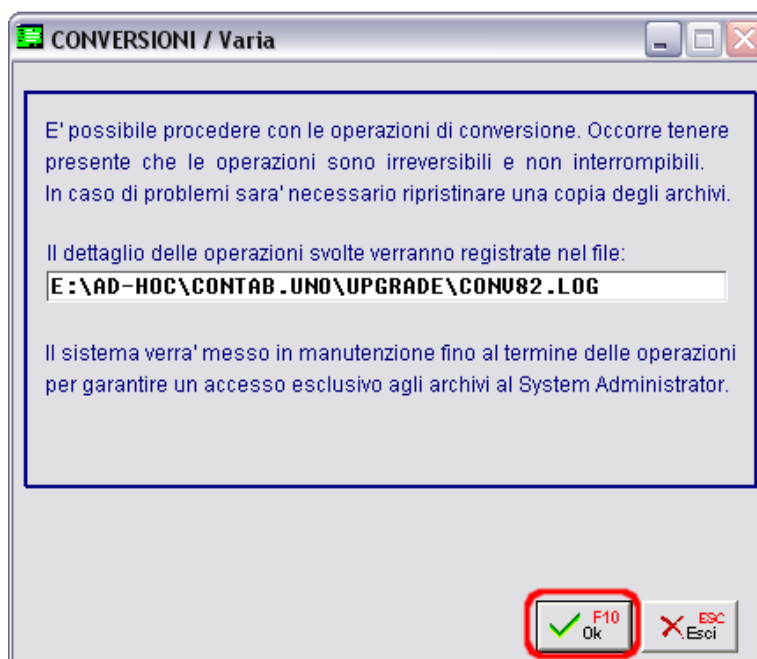 CONVERSIONI / Varia
E' possibile procedere con le operazioni di conversione. Occorre tenere
presente che le operazioni sono irreversibili e non interrompibili.
In caso di problemi sara' necessario ripristinare una copia degli archivi.
Il dettaglio delle operazioni svolte verranno registrate nel file:
E:\AD-HOC\CONTAB.UNO\UPGRADE\CONV82.LOG
Il sistema verra' messo in manutenzione fino al termine delle operazioni
per garantire un accesso esclusivo agli archivi al System Administrator.
F10 ESC
Ok Esci